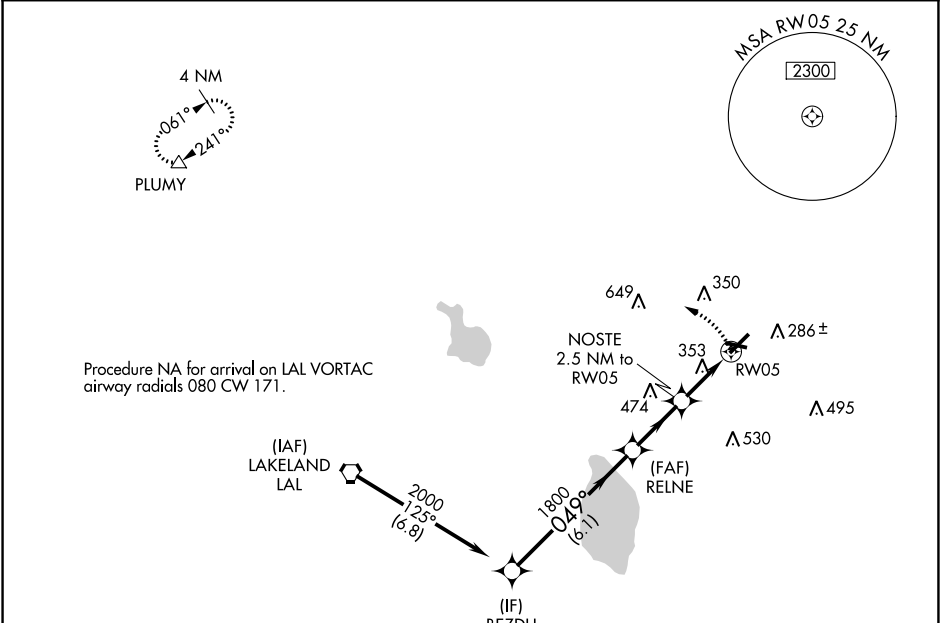 MSA RW05 25 NM
2300
4 NM
061°
241°
PLUMY
649
350
NOSTE
2.5 NM to
RW05
286±
353
RW05
Procedure NA for arrival on LAL VORTAC
airway radials 080 CW 171.
474
495
530
(IAF)
LAKELAND
LAL
(FAF)
RELNE
2000
125°
(6.8)
1800
049°
(6.1)
(IF)